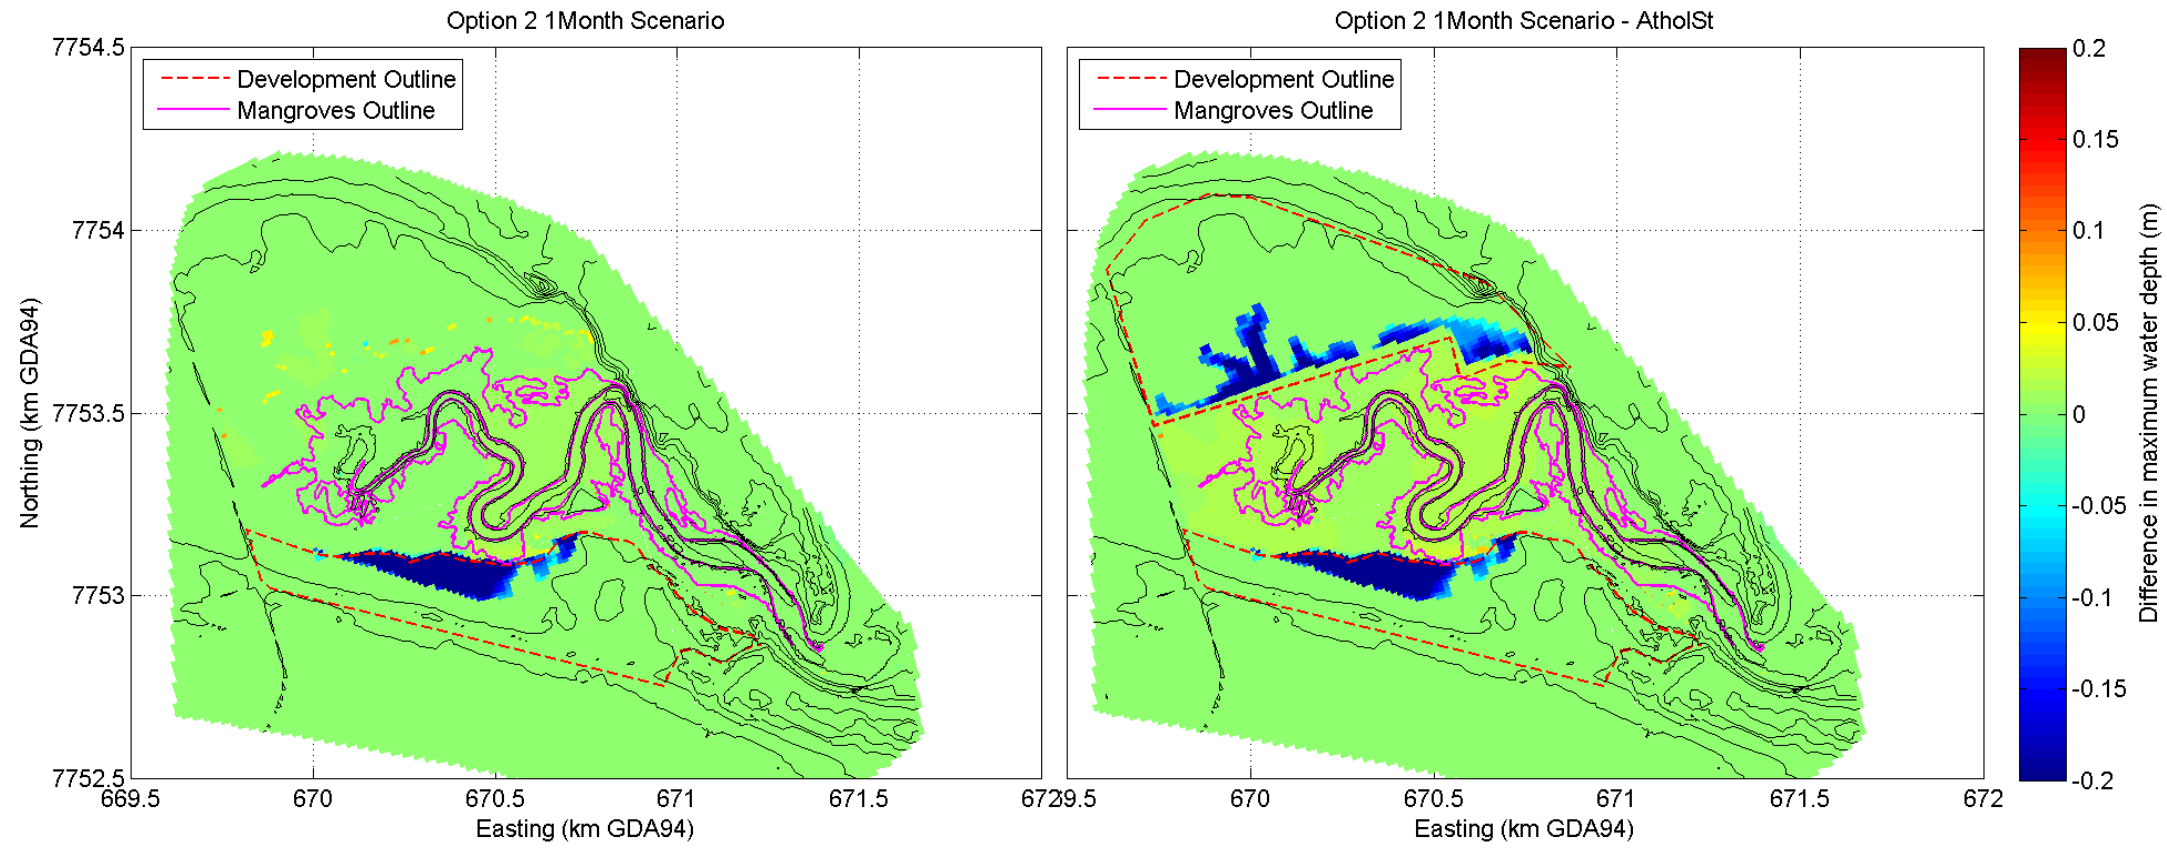 Option 2 1Month Scenario
Option 2 1Month Scenario - AtholSt
Development Outline
Mangroves Outline
Development Outline
Mangroves Outline
7754.5
7754
7753.5
7753
7752.5
Northing (km GDA94)
669.5 670 670.5 671 671.5 672
Easting (km GDA94)
9.5 670 670.5 671 671.5 672
Easting (km GDA94)
0.2
0.15
0.1
0.05
0
-0.05
-0.1
-0.15
-0.2
Difference in maximum water depth (m)